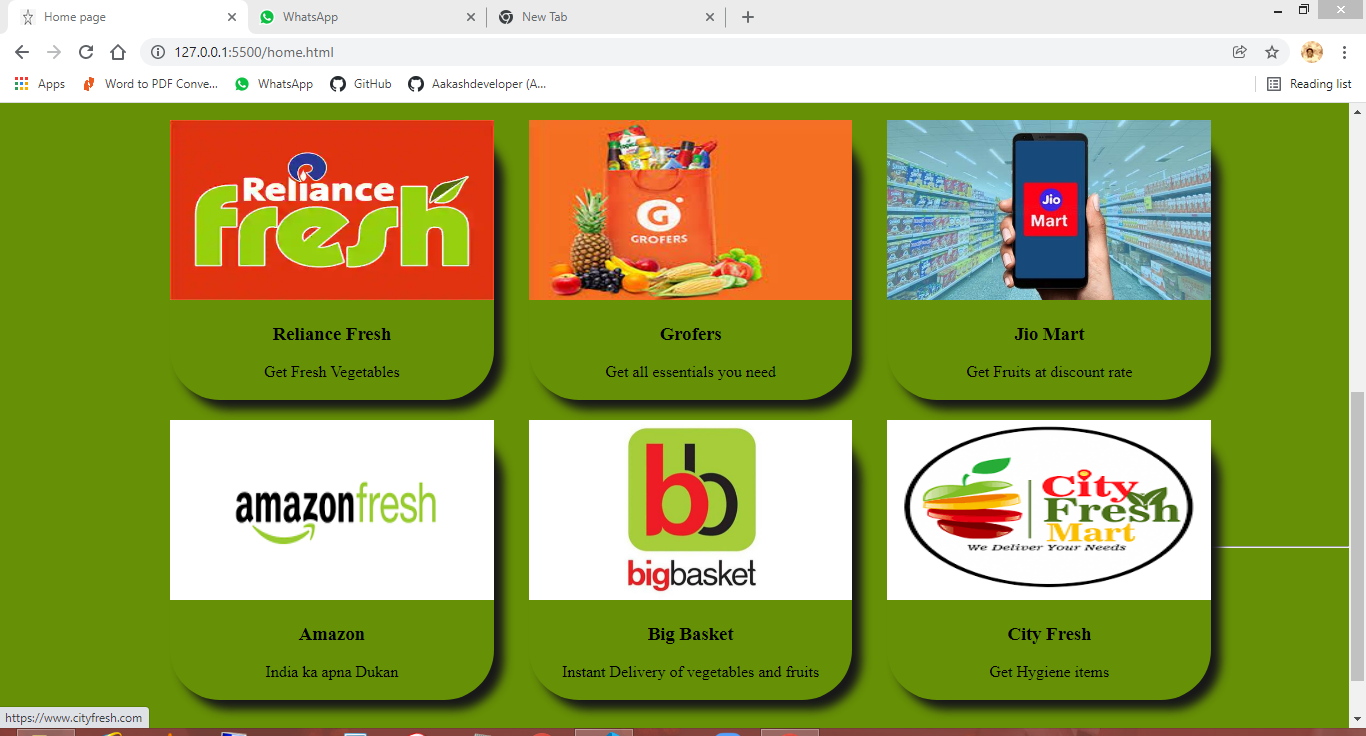 Home page
WhatsApp
New Tab
127.0.0.1:5500/home.html
Apps
Word to PDF Conve...
WhatsApp
GitHub
Aakashdeveloper (A...
Reading list
Reliance
fresh
G
GROFERS
Jio
Mart
Reliance Fresh
Get Fresh Vegetables
Grofers
Get all essentials you need
Jio Mart
Get Fruits at discount rate
amazonfresh
bb
bigbasket
City
Fresh
Mart
We Deliver Your Needs
Amazon
India ka apna Dukan
Big Basket
Instant Delivery of vegetables and fruits
City Fresh
Get Hygiene items
https://www.cityfresh.com